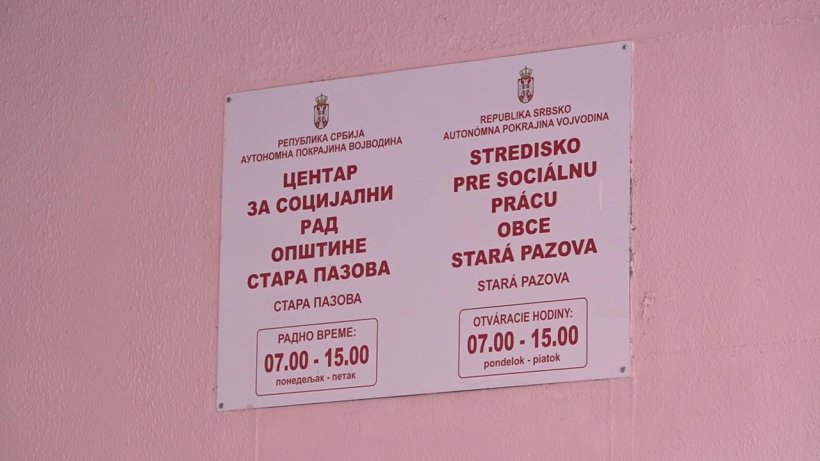 РЕПУБЛИКА СРБИЈА
АУТОНОМНА ПОКРАЈИНА ВОЈВОДИНА
ЦЕНТАР
ЗА СОЦИЈАЛНИ
РАД
ОПШТИНЕ
СТАРА ПАЗОВА
СТАРА ПАЗОВА
РАДНО ВРЕМЕ:
07.00 - 15.00
понедељак - петак
REPUBLIKA SRBSKO
AUTONÓMNA POKRAJINA VOJVODINA
STREDISKO
PRE SOCIÁLNU
PRÁCU
OBCE
STARÁ PAZOVA
STARÁ PAZOVA
OTVÁRACIE HODINY:
07.00 - 15.00
pondelok - piatok